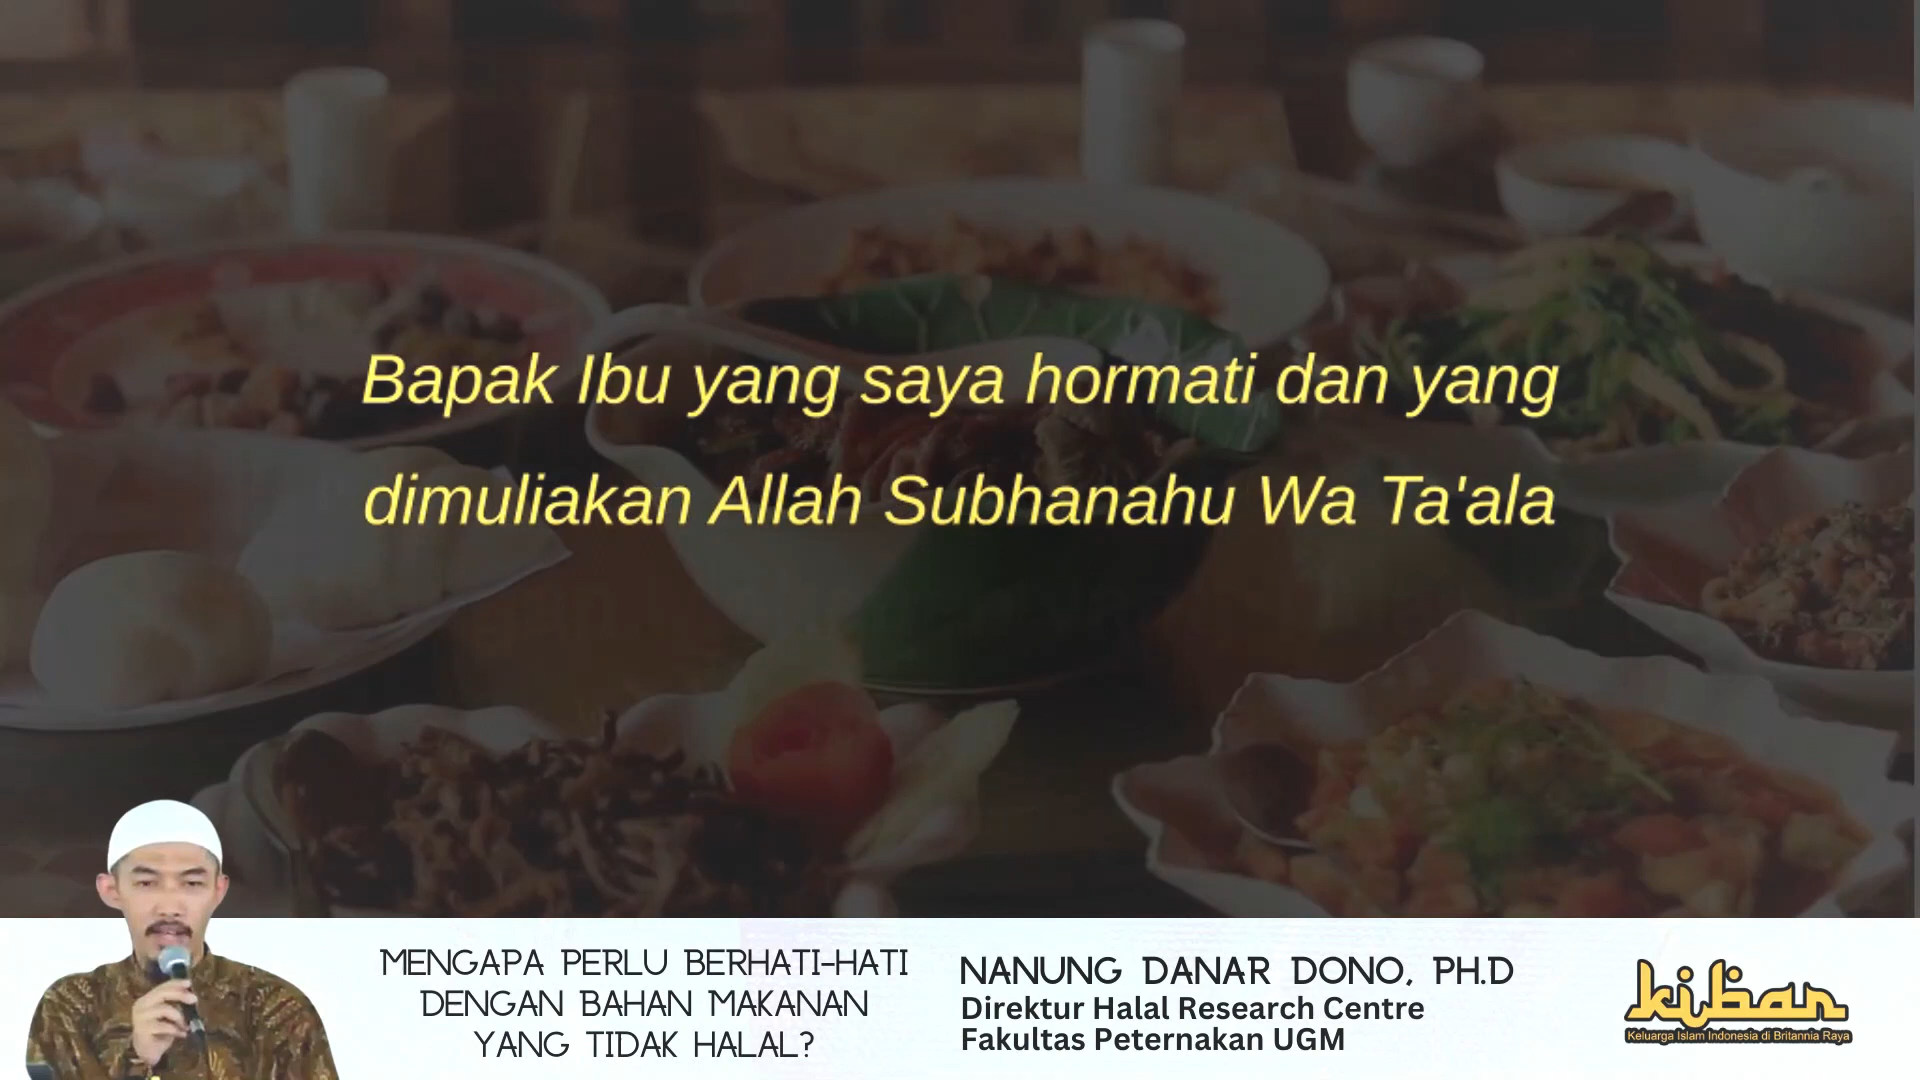 Bapak Ibu yang saya hormati dan yang
dimuliakan Allah Subhanahu Wa Ta'ala
MENGAPA PERLU BERHATI-HATI
DENGAN BAHAN MAKANAN
YANG TIDAK HALAL?
NANUNG DANAR DONO, PH.D
Direktur Halal Research Centre
Fakultas Peternakan UGM
kibar
Keluarga Islam Indonesia di Britannia Raya